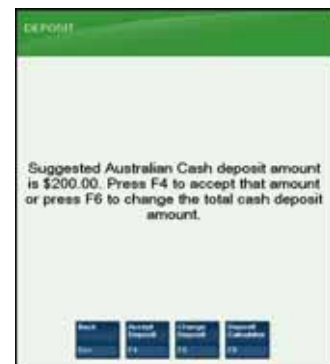 DEPOSIT
Suggested Australian Cash deposit amount
is $200.00. Press F4 to accept that amount
or press F6 to change the total cash deposit
amount.
Back Accept Change Deposit
Deposit Deposit Calculator
Esc F4 F6